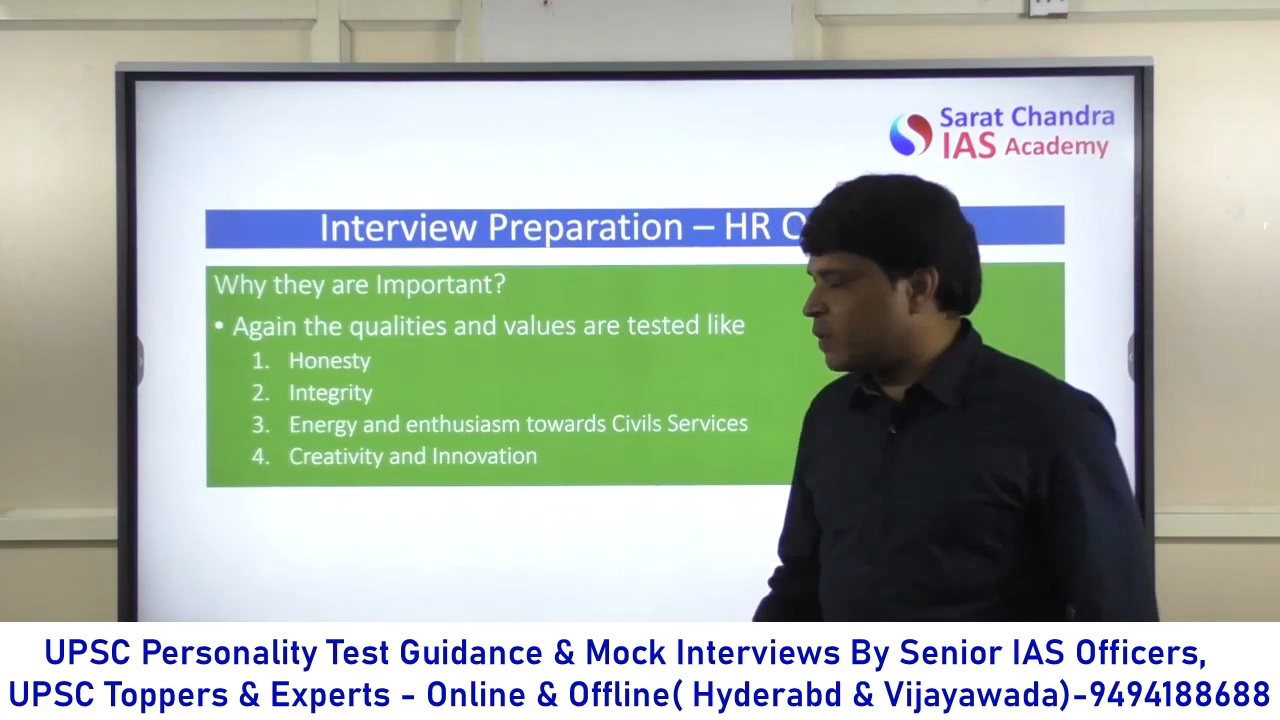 Sarat Chandra
IAS Academy
Interview Preparation – HR
Why they are Important?
• Again the qualities and values are tested like
1. Honesty
2. Integrity
3. Energy and enthusiasm towards Civils Services
4. Creativity and Innovation
UPSC Personality Test Guidance & Mock Interviews By Senior IAS Officers,
UPSC Toppers & Experts - Online & Offline( Hyderabd & Vijayawada)-9494188688